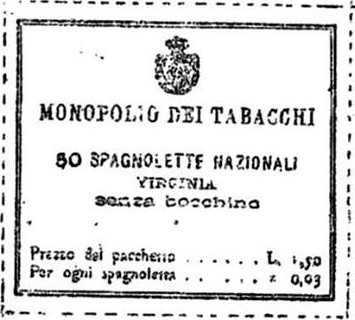 MONOPOLIO DEI TABACCHI
50 SPAGNOLETTE NAZIONALI
VIRGINIA
senza bocchino
Prezzo del pacchetto . . . . . . L. 1,50
Per ogni spagnoletta . . . . . . » 0,03